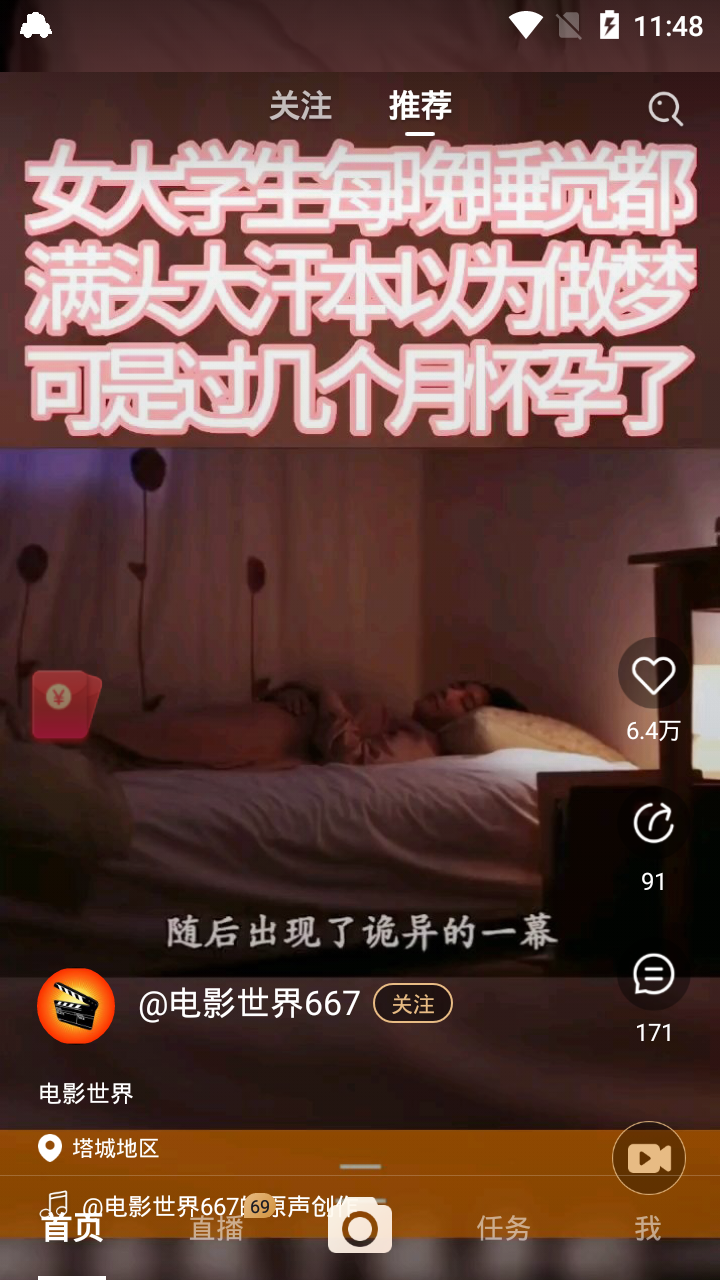 11:48
关注 推荐
女大学生每晚睡觉都
满头大汗本以为做梦
可是过几个月怀孕了
¥
6.4万
91
随后出现了诡异的一幕
@电影世界667 关注
171
电影世界
塔城地区
@电影世界667的原声创作
69
首页 直播 任务 我